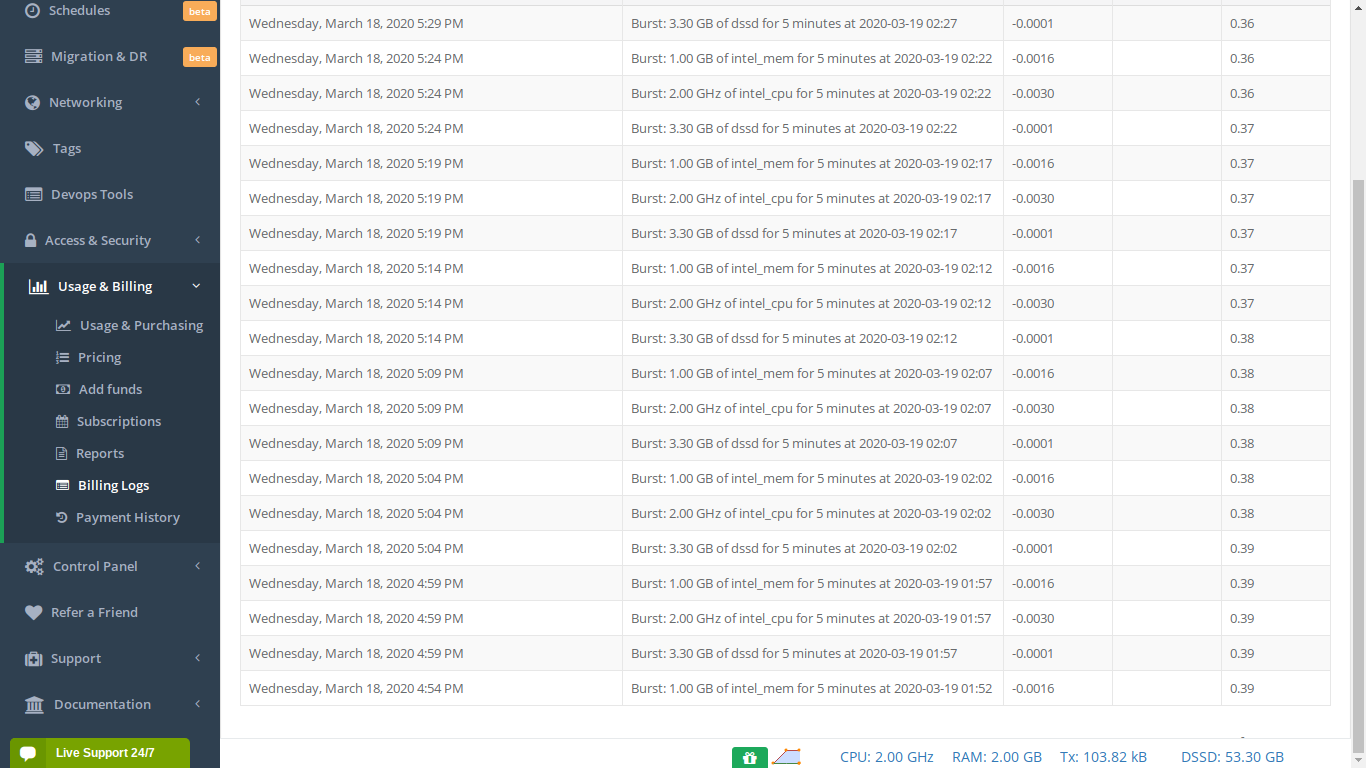 Schedules beta
Migration & DR beta
Networking
Tags
Devops Tools
Access & Security
Usage & Billing
Usage & Purchasing
Pricing
Add funds
Subscriptions
Reports
Billing Logs
Payment History
Control Panel
Refer a Friend
Support
Documentation
Live Support 24/7
Wednesday, March 18, 2020 5:29 PM Burst: 3.30 GB of dssd for 5 minutes at 2020-03-19 02:27 -0.0001 0.36
Wednesday, March 18, 2020 5:24 PM Burst: 1.00 GB of intel_mem for 5 minutes at 2020-03-19 02:22 -0.0016 0.36
Wednesday, March 18, 2020 5:24 PM Burst: 2.00 GHz of intel_cpu for 5 minutes at 2020-03-19 02:22 -0.0030 0.36
Wednesday, March 18, 2020 5:24 PM Burst: 3.30 GB of dssd for 5 minutes at 2020-03-19 02:22 -0.0001 0.37
Wednesday, March 18, 2020 5:19 PM Burst: 1.00 GB of intel_mem for 5 minutes at 2020-03-19 02:17 -0.0016 0.37
Wednesday, March 18, 2020 5:19 PM Burst: 2.00 GHz of intel_cpu for 5 minutes at 2020-03-19 02:17 -0.0030 0.37
Wednesday, March 18, 2020 5:19 PM Burst: 3.30 GB of dssd for 5 minutes at 2020-03-19 02:17 -0.0001 0.37
Wednesday, March 18, 2020 5:14 PM Burst: 1.00 GB of intel_mem for 5 minutes at 2020-03-19 02:12 -0.0016 0.37
Wednesday, March 18, 2020 5:14 PM Burst: 2.00 GHz of intel_cpu for 5 minutes at 2020-03-19 02:12 -0.0030 0.37
Wednesday, March 18, 2020 5:14 PM Burst: 3.30 GB of dssd for 5 minutes at 2020-03-19 02:12 -0.0001 0.38
Wednesday, March 18, 2020 5:09 PM Burst: 1.00 GB of intel_mem for 5 minutes at 2020-03-19 02:07 -0.0016 0.38
Wednesday, March 18, 2020 5:09 PM Burst: 2.00 GHz of intel_cpu for 5 minutes at 2020-03-19 02:07 -0.0030 0.38
Wednesday, March 18, 2020 5:09 PM Burst: 3.30 GB of dssd for 5 minutes at 2020-03-19 02:07 -0.0001 0.38
Wednesday, March 18, 2020 5:04 PM Burst: 1.00 GB of intel_mem for 5 minutes at 2020-03-19 02:02 -0.0016 0.38
Wednesday, March 18, 2020 5:04 PM Burst: 2.00 GHz of intel_cpu for 5 minutes at 2020-03-19 02:02 -0.0030 0.38
Wednesday, March 18, 2020 5:04 PM Burst: 3.30 GB of dssd for 5 minutes at 2020-03-19 02:02 -0.0001 0.39
Wednesday, March 18, 2020 4:59 PM Burst: 1.00 GB of intel_mem for 5 minutes at 2020-03-19 01:57 -0.0016 0.39
Wednesday, March 18, 2020 4:59 PM Burst: 2.00 GHz of intel_cpu for 5 minutes at 2020-03-19 01:57 -0.0030 0.39
Wednesday, March 18, 2020 4:59 PM Burst: 3.30 GB of dssd for 5 minutes at 2020-03-19 01:57 -0.0001 0.39
Wednesday, March 18, 2020 4:54 PM Burst: 1.00 GB of intel_mem for 5 minutes at 2020-03-19 01:52 -0.0016 0.39
CPU: 2.00 GHz RAM: 2.00 GB Tx: 103.82 kB DSSD: 53.30 GB